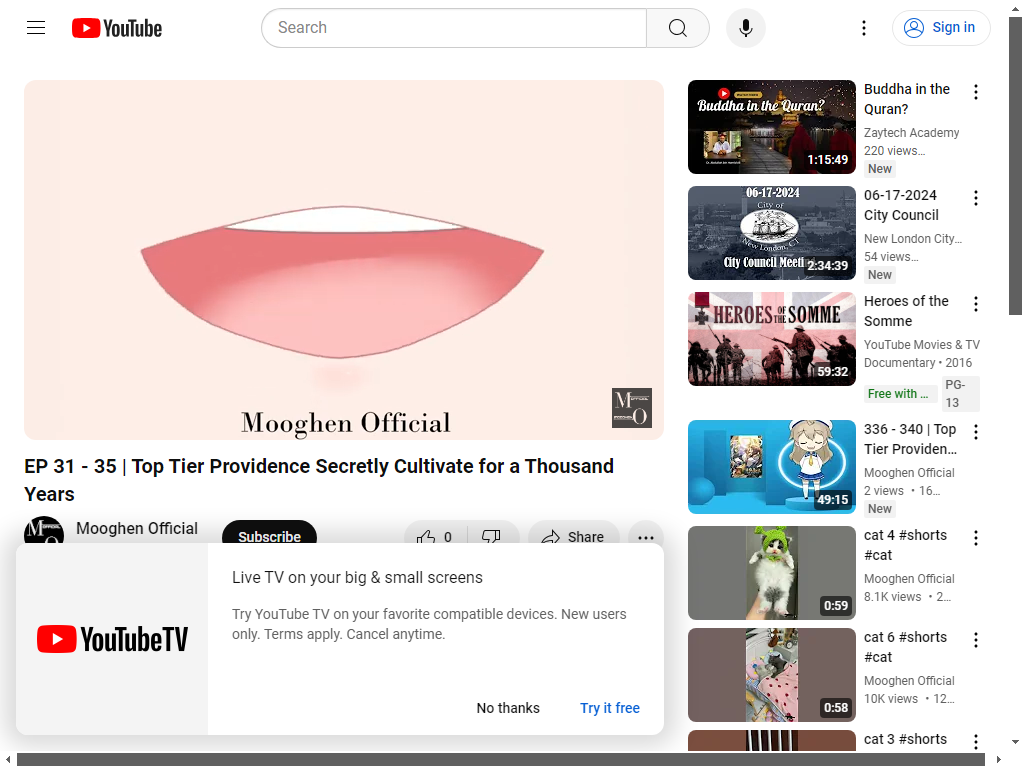 YouTube
Search
Sign in
Mooghen Official
EP 31 - 35 | Top Tier Providence Secretly Cultivate for a Thousand
Years
Mooghen Official
Subscribe
0
Share
YouTubeTV
Live TV on your big & small screens
Try YouTube TV on your favorite compatible devices. New users
only. Terms apply. Cancel anytime.
No thanks
Try it free
Buddha in the Quran?
1:15:49
Buddha in the
Quran?
Zaytech Academy
220 views…
New
06-17-2024
City of
New London, CT
City Council Meeti
2:34:39
06-17-2024
City Council
New London City…
54 views…
New
HEROES OF THE SOMME
59:32
Heroes of the
Somme
YouTube Movies & TV
Documentary • 2016
Free with …
PG-
13
49:15
336 - 340 | Top
Tier Providen…
Mooghen Official
2 views • 16…
New
0:59
cat 4 #shorts
#cat
Mooghen Official
8.1K views • 2…
0:58
cat 6 #shorts
#cat
Mooghen Official
10K views • 12…
cat 3 #shorts